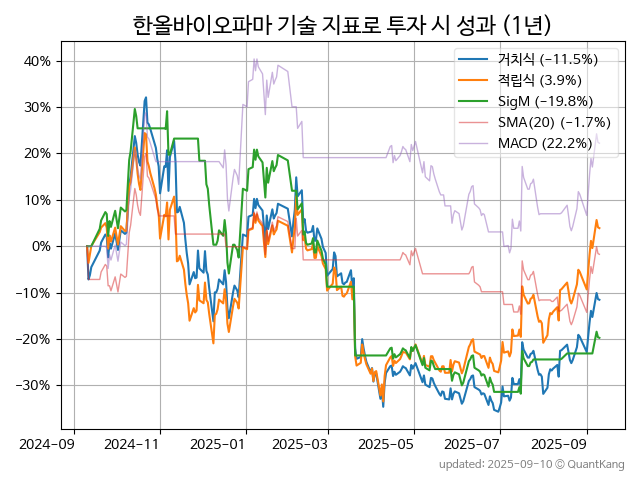 한올바이오파마 기술 지표로 투자 시 성과 (1년)
거치식 (−11.5%)
적립식 (3.9%)
SigM (−19.8%)
SMA(20) (−1.7%)
MACD (22.2%)
40%
30%
20%
10%
0%
−10%
−20%
−30%
2024-09 2024-11 2025-01 2025-03 2025-05 2025-07 2025-09
updated: 2025-09-10 © QuantKang